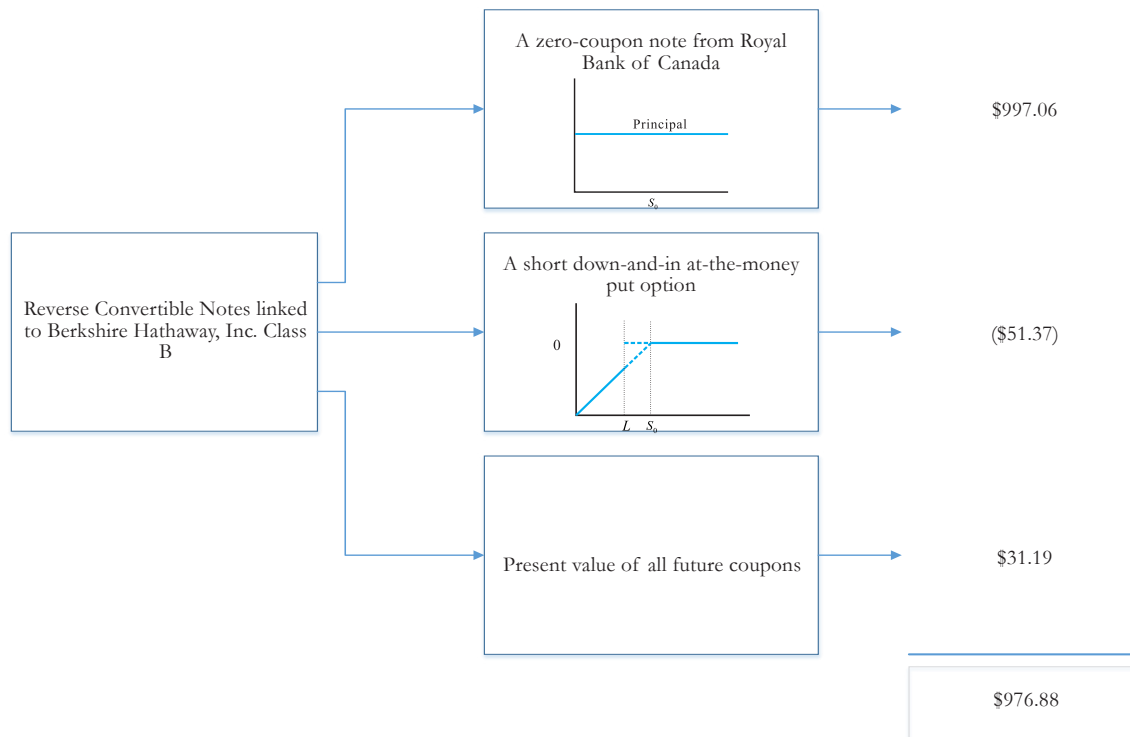 A zero-coupon note from Royal
Bank of Canada
Principal
S₀
$997.06
Reverse Convertible Notes linked
to Berkshire Hathaway, Inc. Class
B
A short down-and-in at-the-money
put option
0
L S₀
($51.37)
Present value of all future coupons
$31.19
$976.88